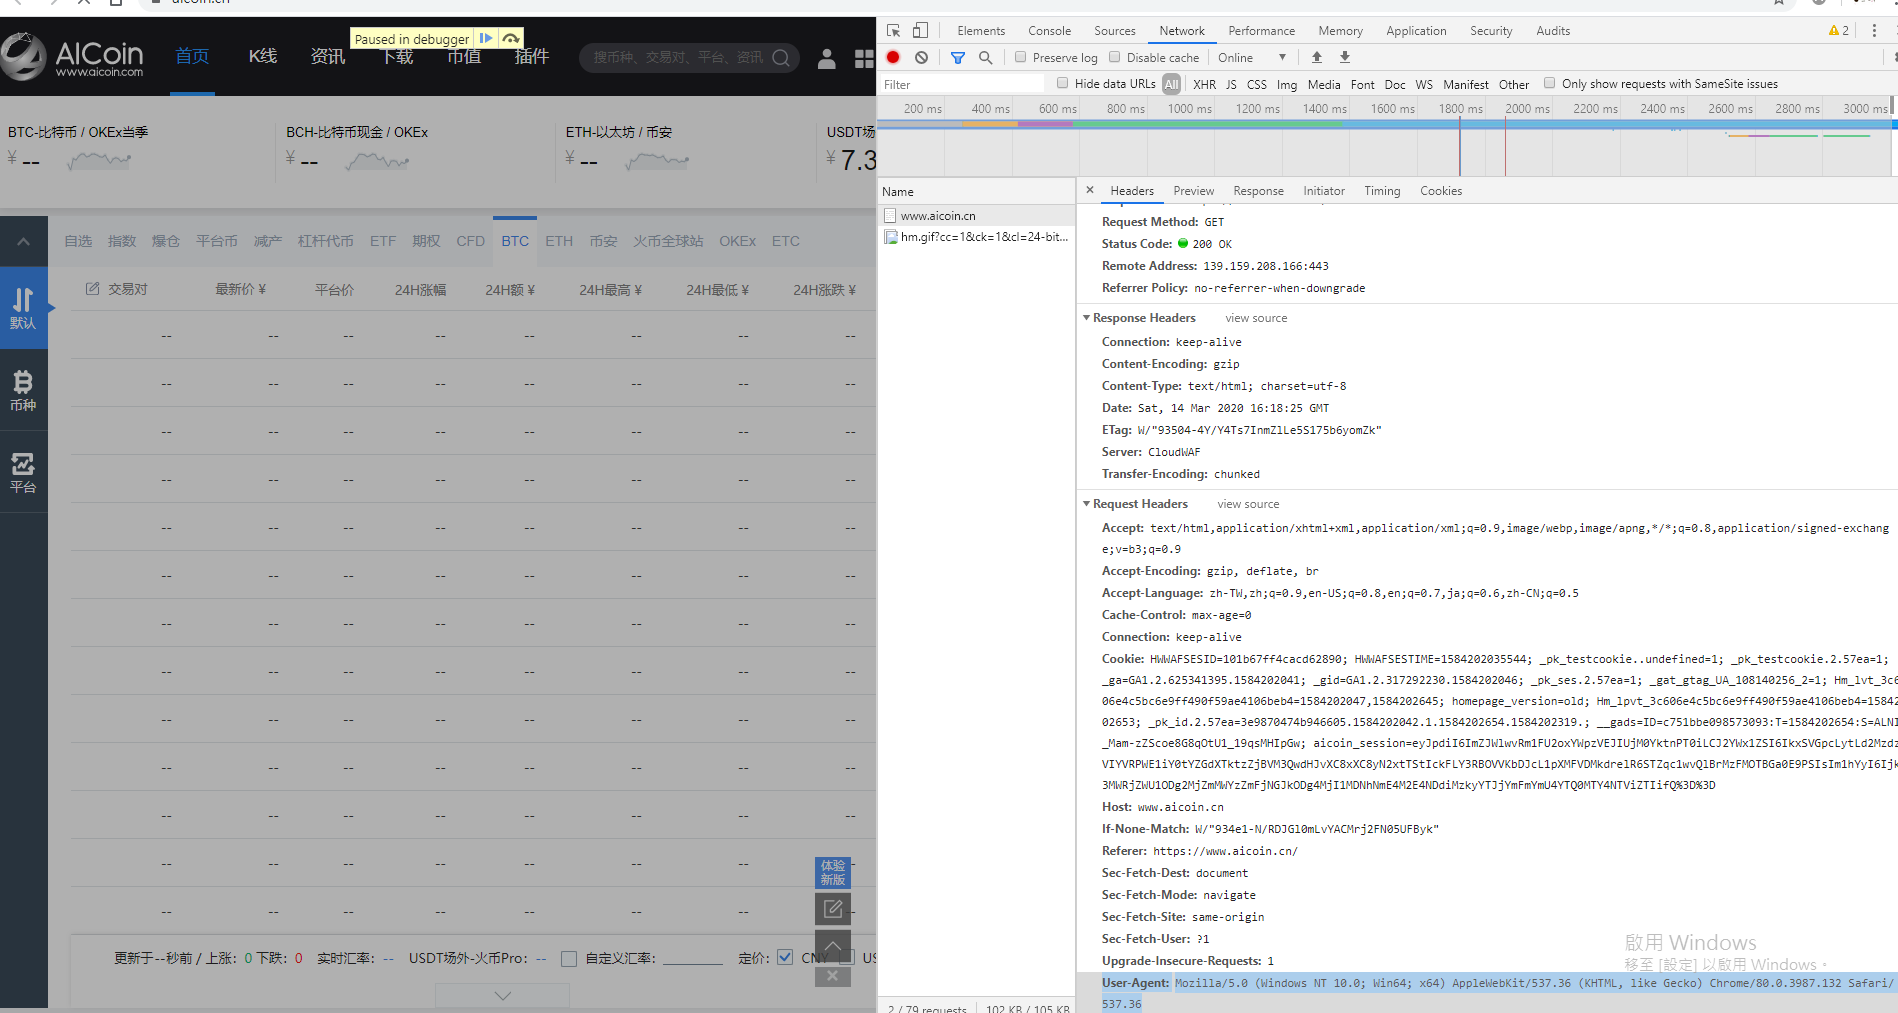 aicoin.cn
Paused in debugger
AICoin
www.aicoin.com
首页 K线 资讯 下载 币值 插件
搜币种、交易对、平台、资讯
BTC-比特币 / OKEx当季
¥ --
BCH-比特币现金 / OKEx
¥ --
ETH-以太坊 / 币安
¥ --
USDT场
¥ 7.3
自选 指数 爆仓 平台币 减产 杠杆代币 ETF 期权 CFD BTC ETH 币安 火币全球站 OKEx ETC
交易对 最新价 ¥ 平台价 24H涨幅 24H额 ¥ 24H最高 ¥ 24H最低 ¥ 24H涨跌 ¥
默认
币种
平台
-- -- -- -- -- -- -- --
-- -- -- -- -- -- -- --
-- -- -- -- -- -- -- --
-- -- -- -- -- -- -- --
-- -- -- -- -- -- -- --
-- -- -- -- -- -- -- --
-- -- -- -- -- -- -- --
-- -- -- -- -- -- -- --
-- -- -- -- -- -- -- --
-- -- -- -- -- -- -- --
-- -- -- -- -- -- -- --
-- -- -- -- -- -- -- --
-- -- -- -- -- -- -- --
体验
新版
更新于--秒前 / 上涨: 0 下跌: 0 实时汇率: -- USDT场外-火币Pro: -- 自定义汇率: 定价: CNY US
Elements Console Sources Network Performance Memory Application Security Audits 2
Preserve log Disable cache Online
Filter Hide data URLs All XHR JS CSS Img Media Font Doc WS Manifest Other Only show requests with SameSite issues
200 ms 400 ms 600 ms 800 ms 1000 ms 1200 ms 1400 ms 1600 ms 1800 ms 2000 ms 2200 ms 2400 ms 2600 ms 2800 ms 3000 ms
Name
www.aicoin.cn
hm.gif?cc=1&ck=1&cl=24-bit...
2 / 79 requests 102 KB / 105 KB
Headers Preview Response Initiator Timing Cookies
Request Method: GET
Status Code: 200 OK
Remote Address: 139.159.208.166:443
Referrer Policy: no-referrer-when-downgrade
Response Headers view source
Connection: keep-alive
Content-Encoding: gzip
Content-Type: text/html; charset=utf-8
Date: Sat, 14 Mar 2020 16:18:25 GMT
ETag: W/"93504-4Y/Y4Ts7InmZlLe5S175b6yomZk"
Server: CloudWAF
Transfer-Encoding: chunked
Request Headers view source
Accept: text/html,application/xhtml+xml,application/xml;q=0.9,image/webp,image/apng,*/*;q=0.8,application/signed-exchang
e;v=b3;q=0.9
Accept-Encoding: gzip, deflate, br
Accept-Language: zh-TW,zh;q=0.9,en-US;q=0.8,en;q=0.7,ja;q=0.6,zh-CN;q=0.5
Cache-Control: max-age=0
Connection: keep-alive
Cookie: HWWAFSESID=101b67ff4cacd62890; HWWAFSESTIME=1584202035544; _pk_testcookie..undefined=1; _pk_testcookie.2.57ea=1;
_ga=GA1.2.625341395.1584202041; _gid=GA1.2.317292230.1584202046; _pk_ses.2.57ea=1; _gat_gtag_UA_108140256_2=1; Hm_lvt_3c6
06e4c5bc6e9ff490f59ae4106beb4=1584202047,1584202645; homepage_version=old; Hm_lpvt_3c606e4c5bc6e9ff490f59ae4106beb4=15842
02653; _pk_id.2.57ea=3e9870474b946605.1584202042.1.1584202654.1584202319.; __gads=ID=c751bbe098573093:T=1584202654:S=ALNI
_Mam-zZScoe8G8qOtU1_19qsMHIpGw; aicoin_session=eyJpdiI6ImZJWlwvRm1FU2oxYWpzVEJIUjM0YktnPT0iLCJ2YWx1ZSI6IkxSVGpcLytLd2Mzdz
VIYVRPWE1iY0tYZGdXTktzZjBVM3QwdHJvXC8xXC8yN2xtTStIckFLY3RBOVVKbDJcL1pXMFVDMkdrelR6STZqc1wvQlBrMzFMOTBGa0E9PSIsIm1hYyI6Ijk
3MWRjZWU1ODg2MjZmMWYzZmFjNGJkODg4MjI1MDNhNmE4M2E4NDdiMzkyYTJjYmFmYmU4YTQ0MTY4NTViZTIifQ%3D%3D
Host: www.aicoin.cn
If-None-Match: W/"934e1-N/RDJGl0mLvYACMrj2FN05UFByk"
Referer: https://www.aicoin.cn/
Sec-Fetch-Dest: document
Sec-Fetch-Mode: navigate
Sec-Fetch-Site: same-origin
Sec-Fetch-User: ?1
Upgrade-Insecure-Requests: 1
User-Agent: Mozilla/5.0 (Windows NT 10.0; Win64; x64) AppleWebKit/537.36 (KHTML, like Gecko) Chrome/80.0.3987.132 Safari/
537.36
啟用 Windows
移至 [設定] 以啟用 Windows。